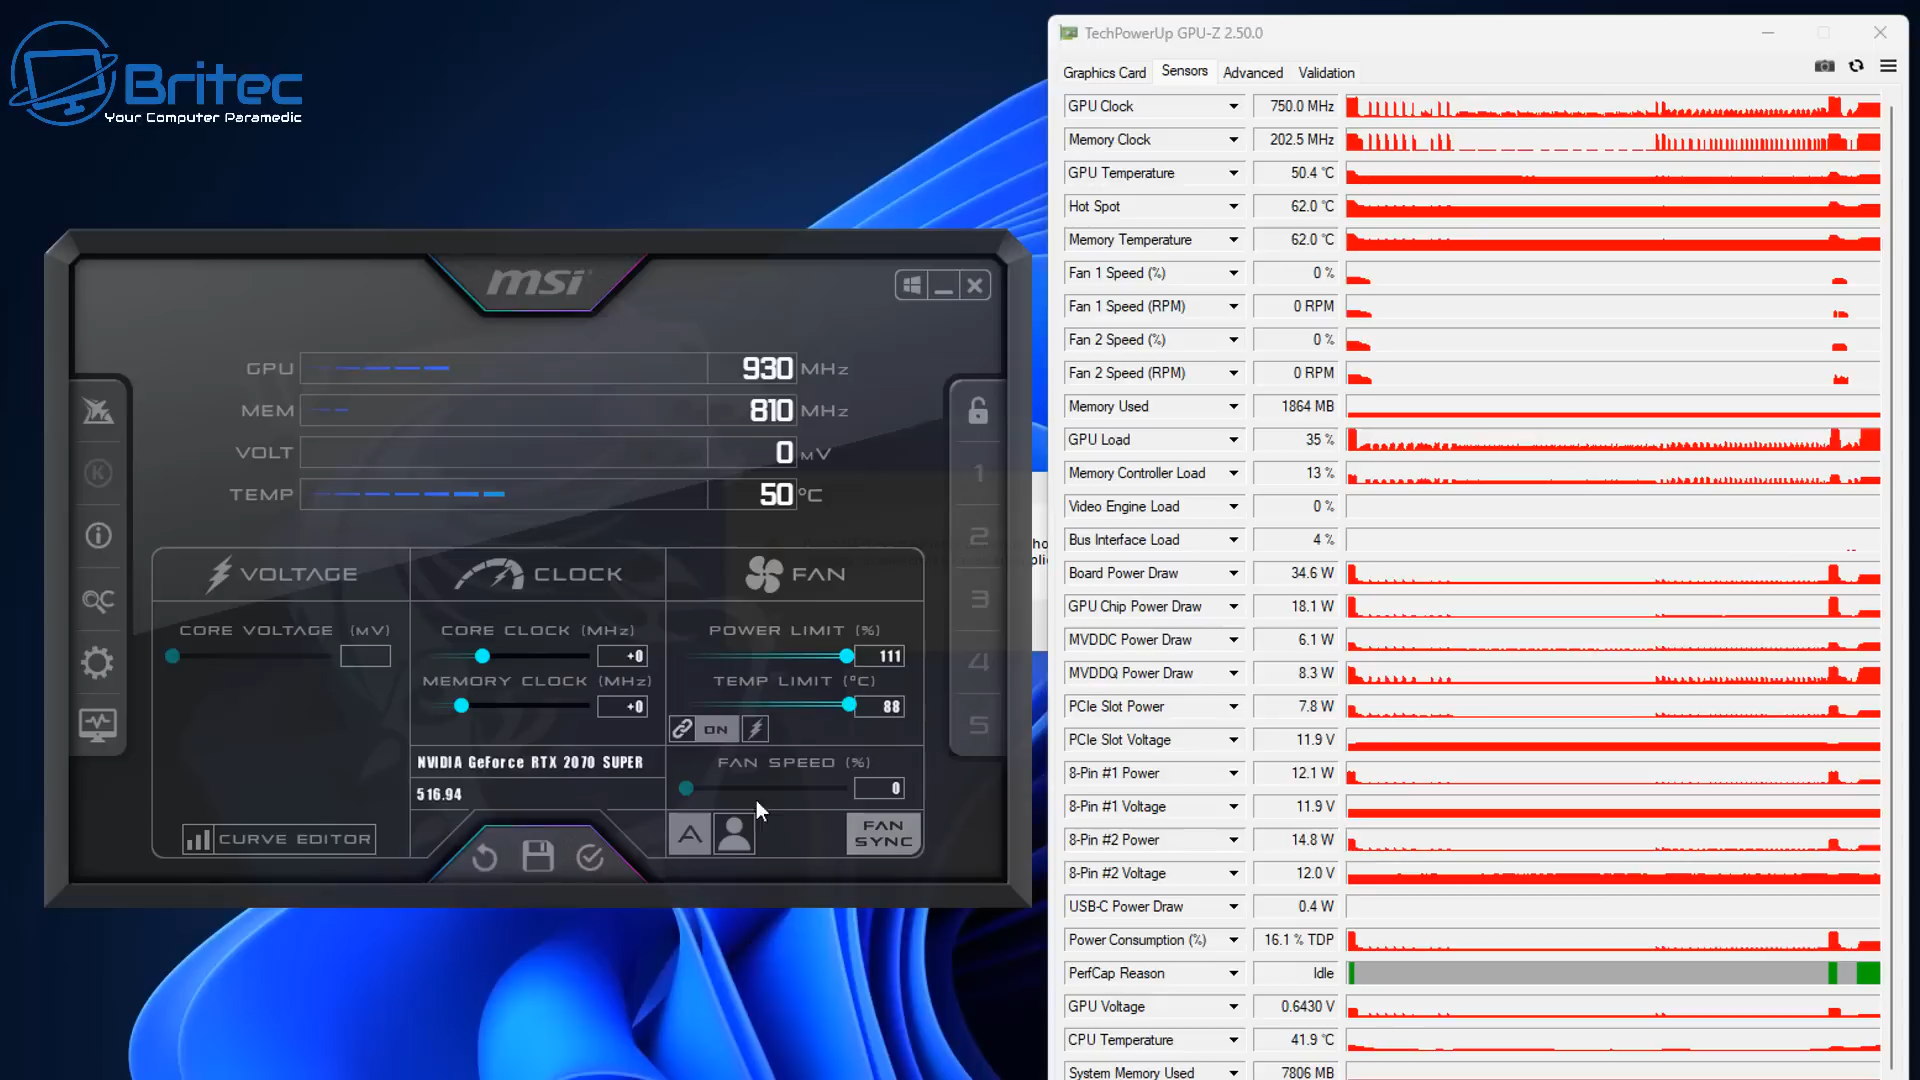 Britec
Your Computer Paramedic
msi
GPU 930 MHz
MEM 810 MHz
VOLT 0 mV
TEMP 50 °C
K
OC
1
2
3
4
5
VOLTAGE
CLOCK
FAN
CORE VOLTAGE (MV)
CORE CLOCK (MHz)
+0
MEMORY CLOCK (MHz)
+0
POWER LIMIT (%)
111
TEMP LIMIT (°C)
88
ON
NVIDIA GeForce RTX 2070 SUPER
516.94
FAN SPEED (%)
0
CURVE EDITOR
A
FAN
SYNC
TechPowerUp GPU-Z 2.50.0
Graphics Card Sensors Advanced Validation
GPU Clock 750.0 MHz
Memory Clock 202.5 MHz
GPU Temperature 50.4 °C
Hot Spot 62.0 °C
Memory Temperature 62.0 °C
Fan 1 Speed (%) 0 %
Fan 1 Speed (RPM) 0 RPM
Fan 2 Speed (%) 0 %
Fan 2 Speed (RPM) 0 RPM
Memory Used 1864 MB
GPU Load 35 %
Memory Controller Load 13 %
Video Engine Load 0 %
Bus Interface Load 4 %
Board Power Draw 34.6 W
GPU Chip Power Draw 18.1 W
MVDDC Power Draw 6.1 W
MVDDQ Power Draw 8.3 W
PCIe Slot Power 7.8 W
PCIe Slot Voltage 11.9 V
8-Pin #1 Power 12.1 W
8-Pin #1 Voltage 11.9 V
8-Pin #2 Power 14.8 W
8-Pin #2 Voltage 12.0 V
USB-C Power Draw 0.4 W
Power Consumption (%) 16.1 % TDP
PerfCap Reason Idle
GPU Voltage 0.6430 V
CPU Temperature 41.9 °C
System Memory Used 7806 MB